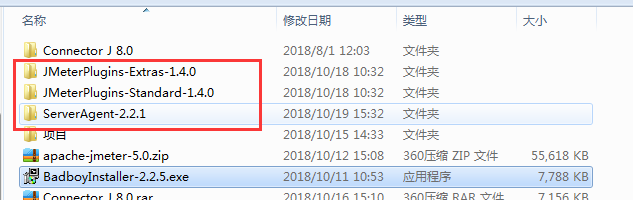 名称 修改日期 类型 大小
Connector J 8.0 2018/8/1 12:03 文件夹
JMeterPlugins-Extras-1.4.0 2018/10/18 10:32 文件夹
JMeterPlugins-Standard-1.4.0 2018/10/18 10:32 文件夹
ServerAgent-2.2.1 2018/10/19 15:32 文件夹
项目 2018/10/15 14:33 文件夹
apache-jmeter-5.0.zip 2018/10/12 15:08 360压缩 ZIP 文件 55,618 KB
BadboyInstaller-2.2.5.exe 2018/10/11 10:53 应用程序 7,788 KB
Connector J 8.0.rar 2018/10/16 15:10 360压缩 RAR 文件 7,156 KB